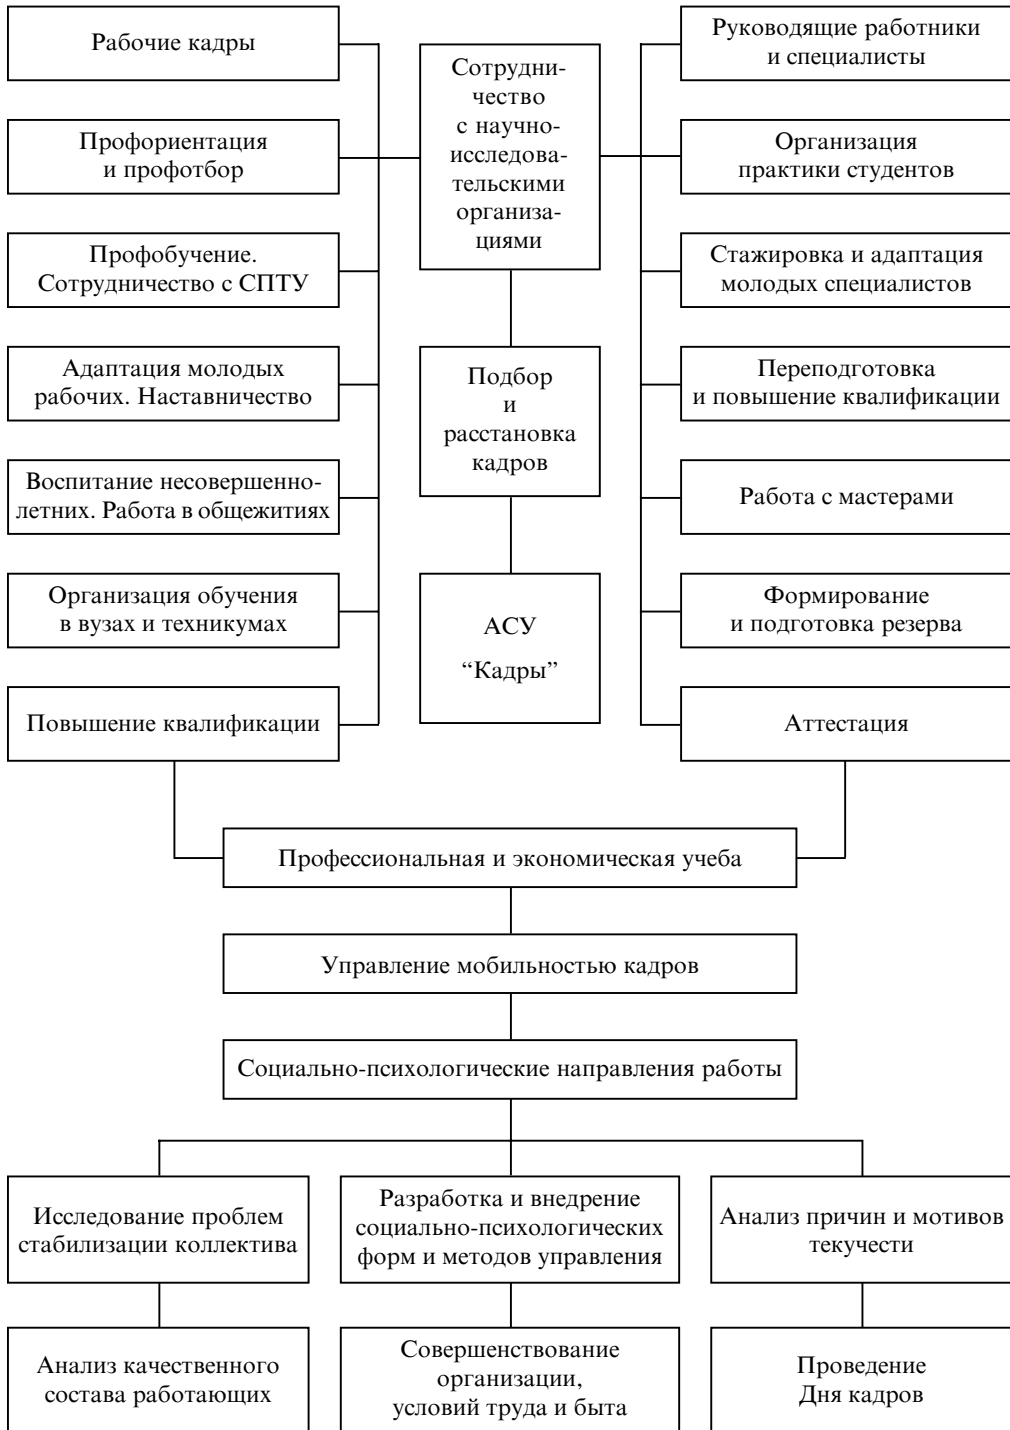 Рабочие кадры
Профориентация
и профотбор
Профобучение.
Сотрудничество с СПТУ
Адаптация молодых
рабочих. Наставничество
Воспитание несовершенно-
летних. Работа в общежитиях
Организация обучения
в вузах и техникумах
Повышение квалификации
Сотрудни-
чество
с научно-
исследова-
тельскими
организа-
циями
Подбор
и
расстановка
кадров
АСУ
“Кадры”
Руководящие работники
и специалисты
Организация
практики студентов
Стажировка и адаптация
молодых специалистов
Переподготовка
и повышение квалификации
Работа с мастерами
Формирование
и подготовка резерва
Аттестация
Профессиональная и экономическая учеба
Управление мобильностью кадров
Социально-психологические направления работы
Исследование проблем
стабилизации коллектива
Разработка и внедрение
социально-психологических
форм и методов управления
Анализ причин и мотивов
текучести
Анализ качественного
состава работающих
Совершенствование
организации,
условий труда и быта
Проведение
Дня кадров